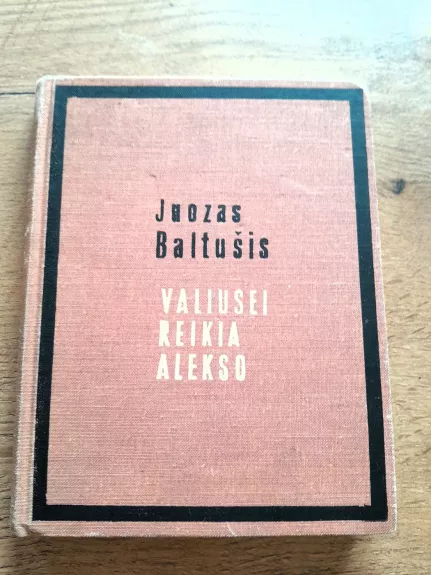 Juozas
Baltušis
VALIUSEI
REIKIA
ALEKSO